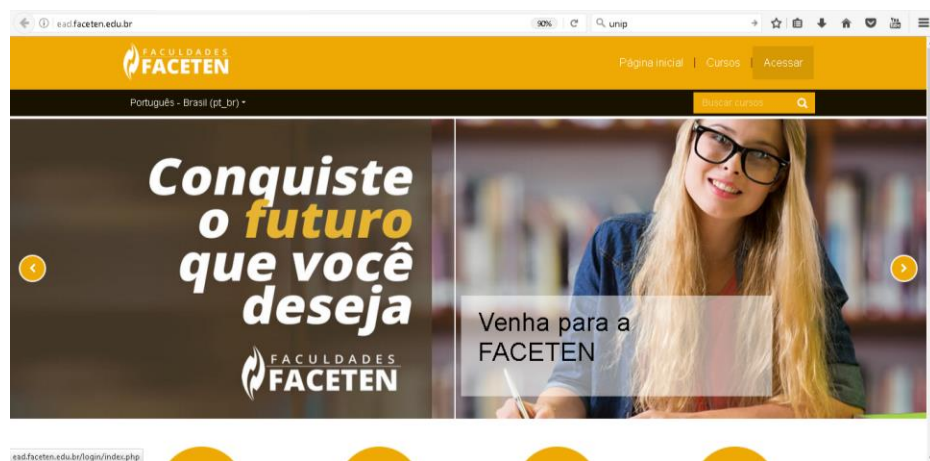 ead.faceten.edu.br
90%
unip
FACULDADES
FACETEN
Página inicial | Cursos | Acessar
Português - Brasil (pt_br)
Buscar cursos
Conquiste
o futuro
que você
deseja
FACULDADES
FACETEN
Venha para a
FACETEN
ead.faceten.edu.br/login/index.php